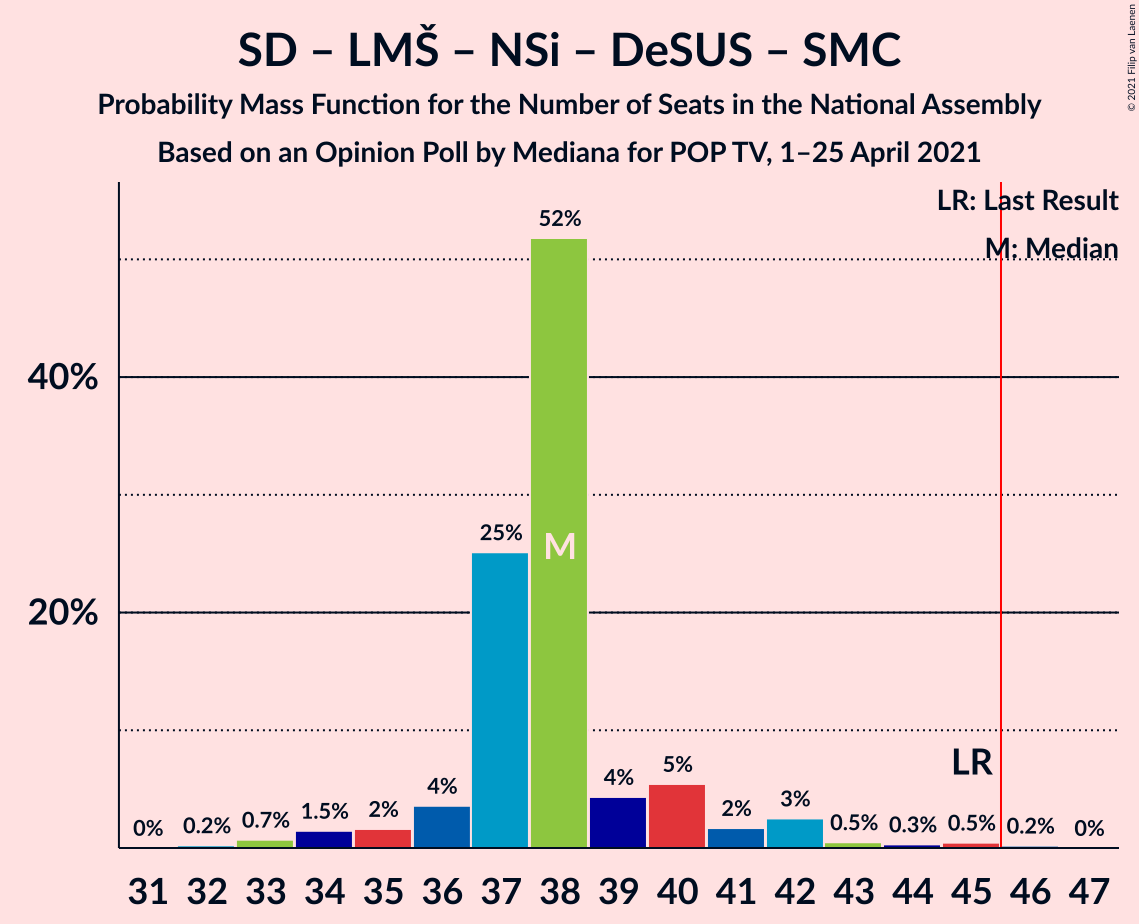 SD – LMŠ – NSi – DeSUS – SMC
Probability Mass Function for the Number of Seats in the National Assembly
Based on an Opinion Poll by Mediana for POP TV, 1–25 April 2021
© 2021 Filip van Laenen
LR: Last Result
M: Median
52%
40%
25%
M
20%
LR
0% 0.2% 0.7% 1.5% 2% 4% 4% 5% 2% 3% 0.5% 0.3% 0.5% 0.2% 0%
31 32 33 34 35 36 37 38 39 40 41 42 43 44 45 46 47